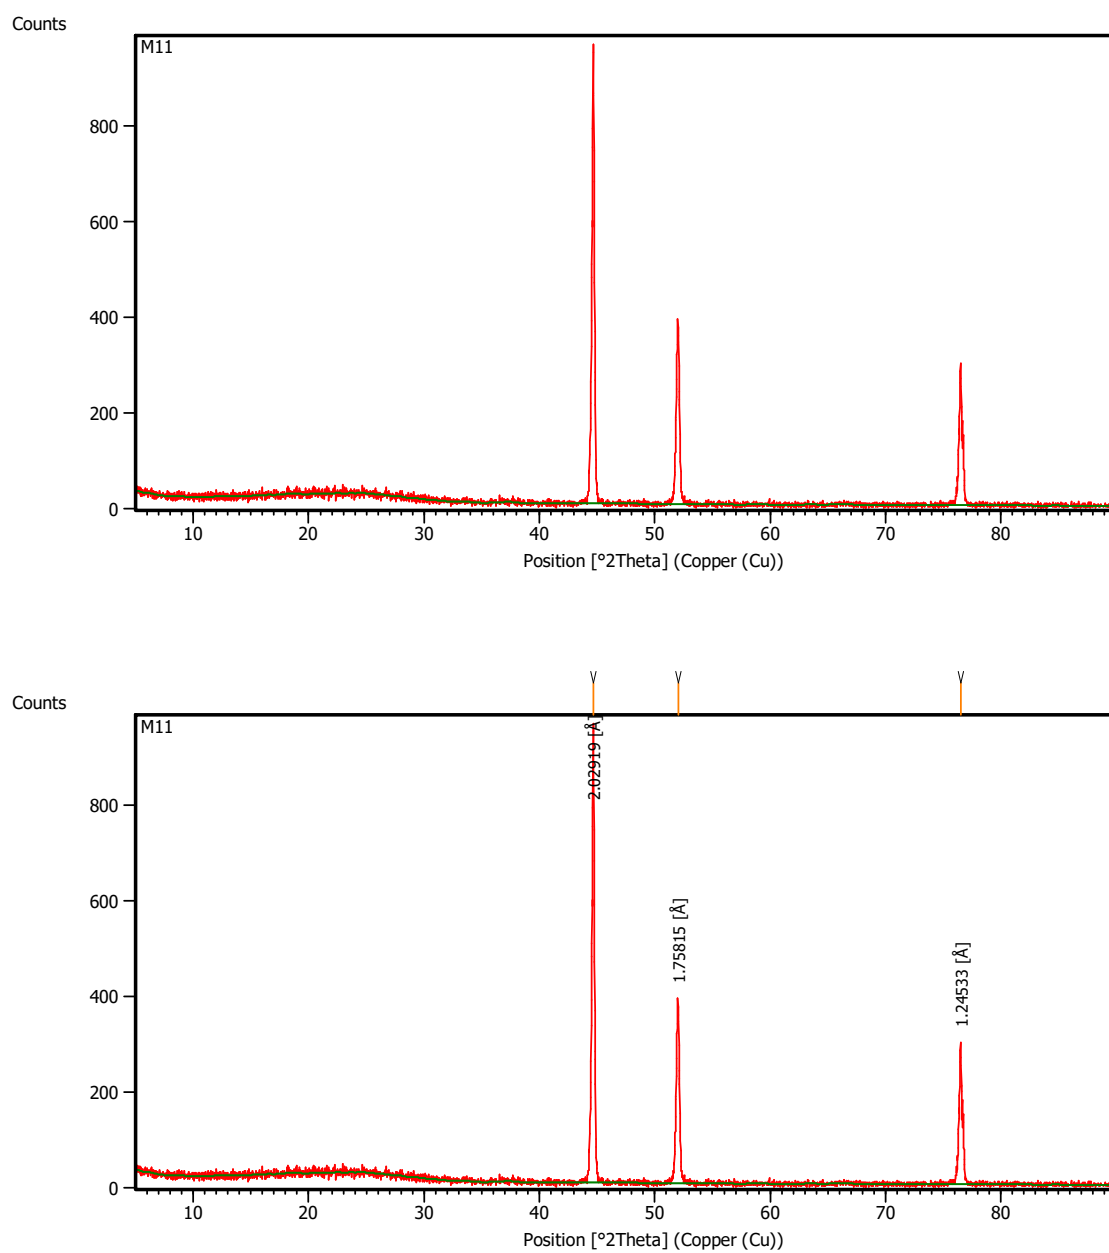 Counts
M11
800
600
400
200
0
10 20 30 40 50 60 70 80
Position [°2Theta] (Copper (Cu))
Counts
M11
2.02919 [Å]
1.75815 [Å]
1.24533 [Å]
800
600
400
200
0
10 20 30 40 50 60 70 80
Position [°2Theta] (Copper (Cu))